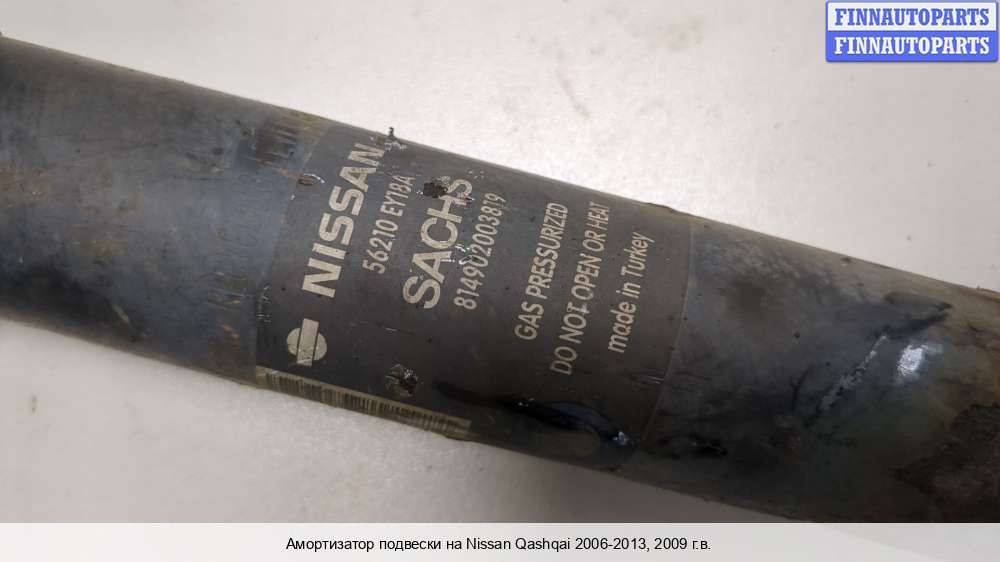 FINNAUTOPARTS
FINNAUTOPARTS
NISSAN
56210 EY18A
SACHS
814902003819
GAS PRESSURIZED
DO NOT OPEN OR HEAT
made in Turkey
Амортизатор подвески на Nissan Qashqai 2006-2013, 2009 г.в.